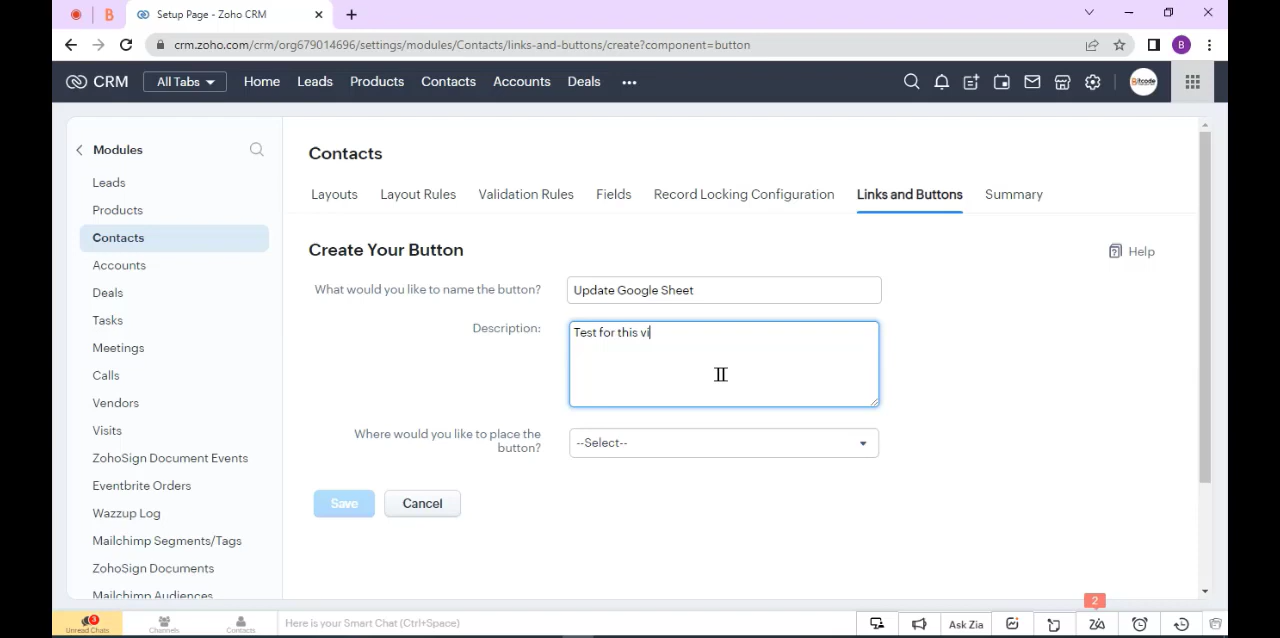 B
Setup Page - Zoho CRM
crm.zoho.com/crm/org679014696/settings/modules/Contacts/links-and-buttons/create?component=button
B
CRM
All Tabs
Home
Leads
Products
Contacts
Accounts
Deals
Bitcode
Modules
Leads
Products
Contacts
Accounts
Deals
Tasks
Meetings
Calls
Vendors
Visits
ZohoSign Document Events
Eventbrite Orders
Wazzup Log
Mailchimp Segments/Tags
ZohoSign Documents
Mailchimp Audiences
Contacts
Layouts
Layout Rules
Validation Rules
Fields
Record Locking Configuration
Links and Buttons
Summary
Create Your Button
Help
What would you like to name the button?
Update Google Sheet
Description:
Test for this vi
Where would you like to place the
button?
--Select--
Save
Cancel
3
Unread Chats
Channels
Contacts
Here is your Smart Chat (Ctrl+Space)
Ask Zia
2